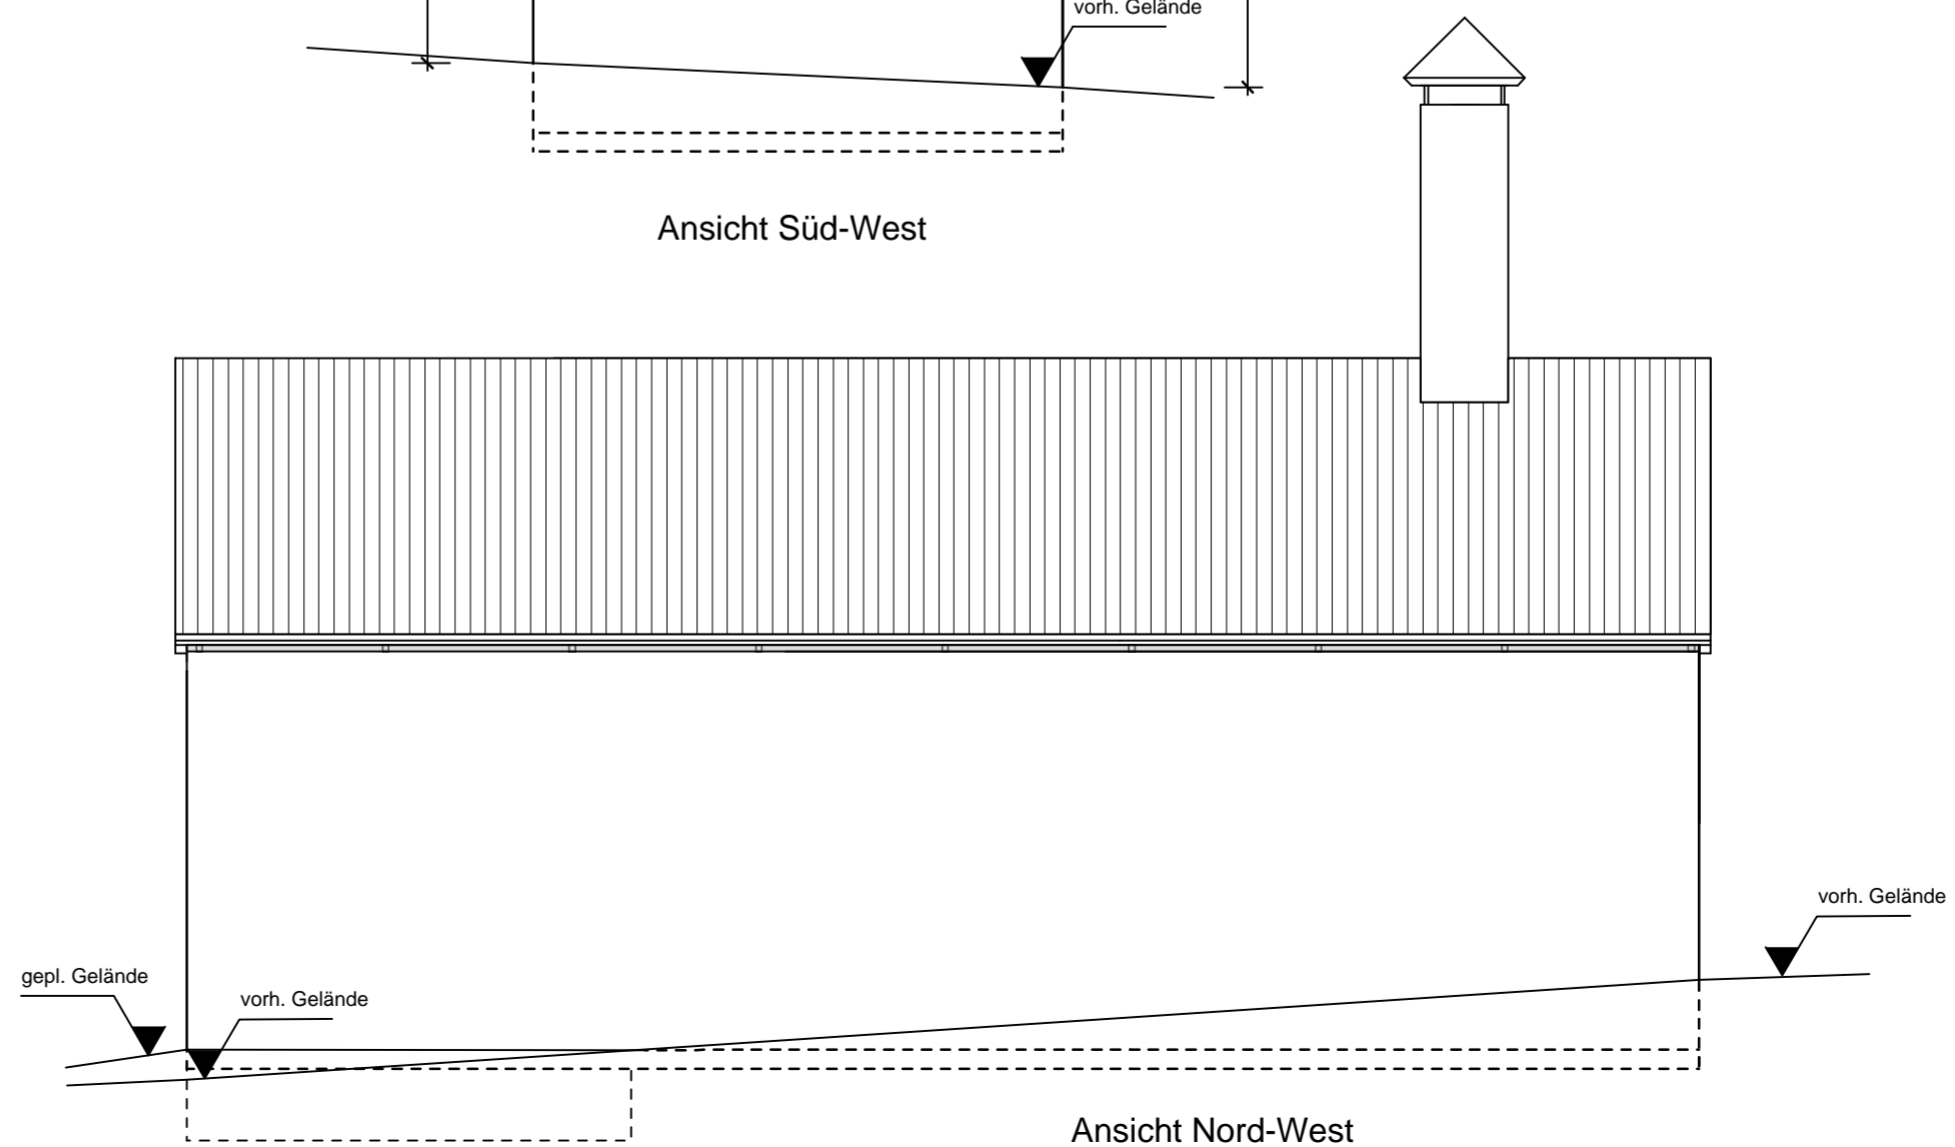 vorh. Gelände
Ansicht Süd-West
vorh. Gelände
gepl. Gelände
vorh. Gelände
Ansicht Nord-West